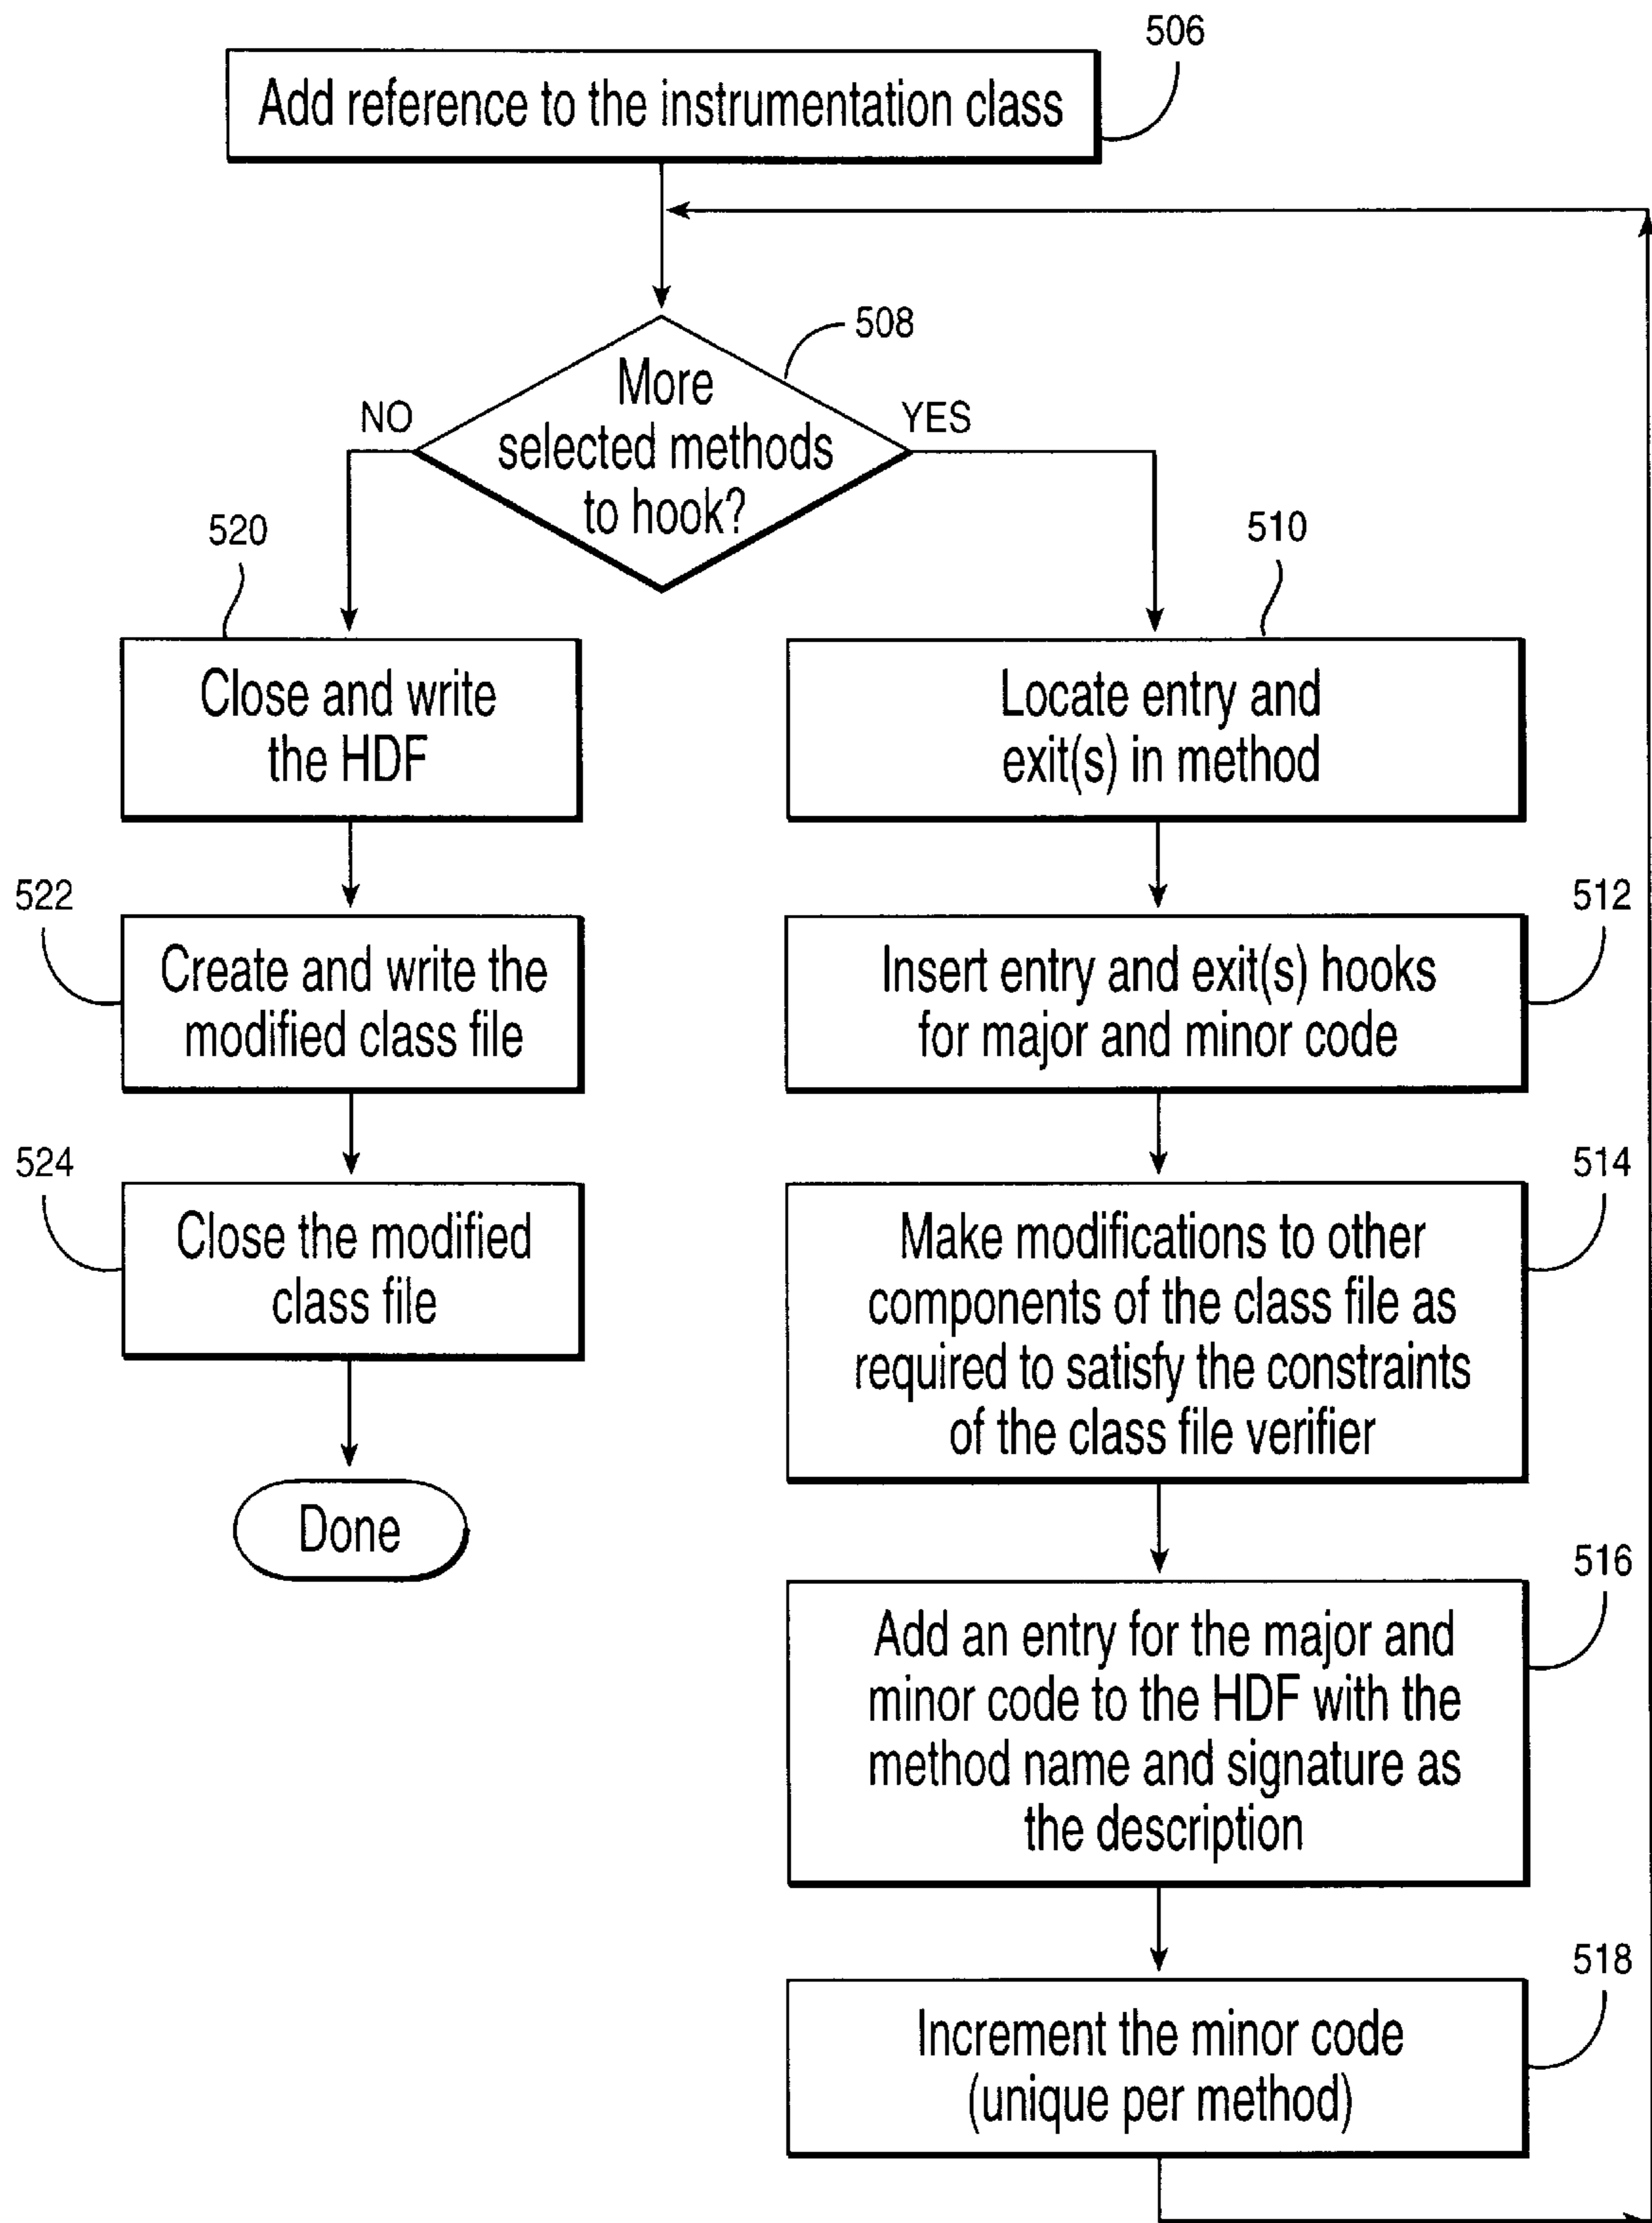 506
Add reference to the instrumentation class
508
More
selected methods
to hook?
NO
YES
520
Close and write
the HDF
510
Locate entry and
exit(s) in method
522
Create and write the
modified class file
512
Insert entry and exit(s) hooks
for major and minor code
524
Close the modified
class file
514
Make modifications to other
components of the class file as
required to satisfy the constraints
of the class file verifier
Done
516
Add an entry for the major and
minor code to the HDF with the
method name and signature as
the description
518
Increment the minor code
(unique per method)